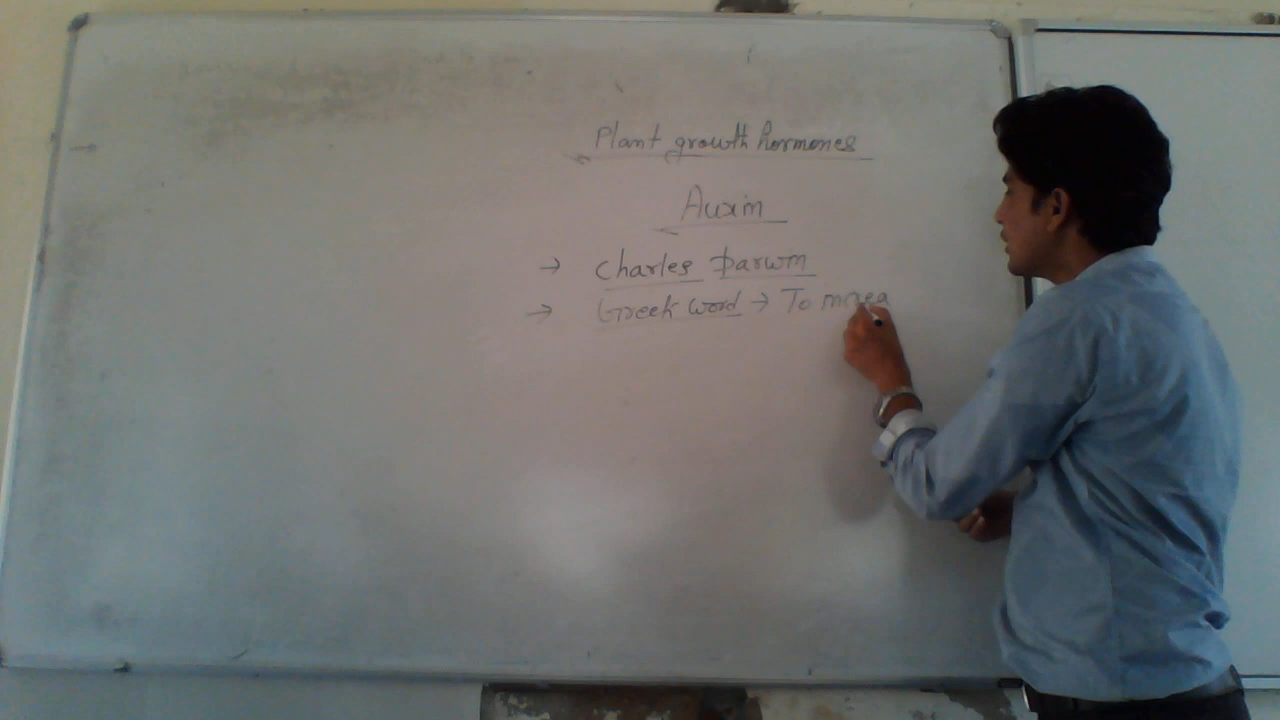 Plant growth hormones
Auxin
→ Charles Darwin
→ Greek word → To